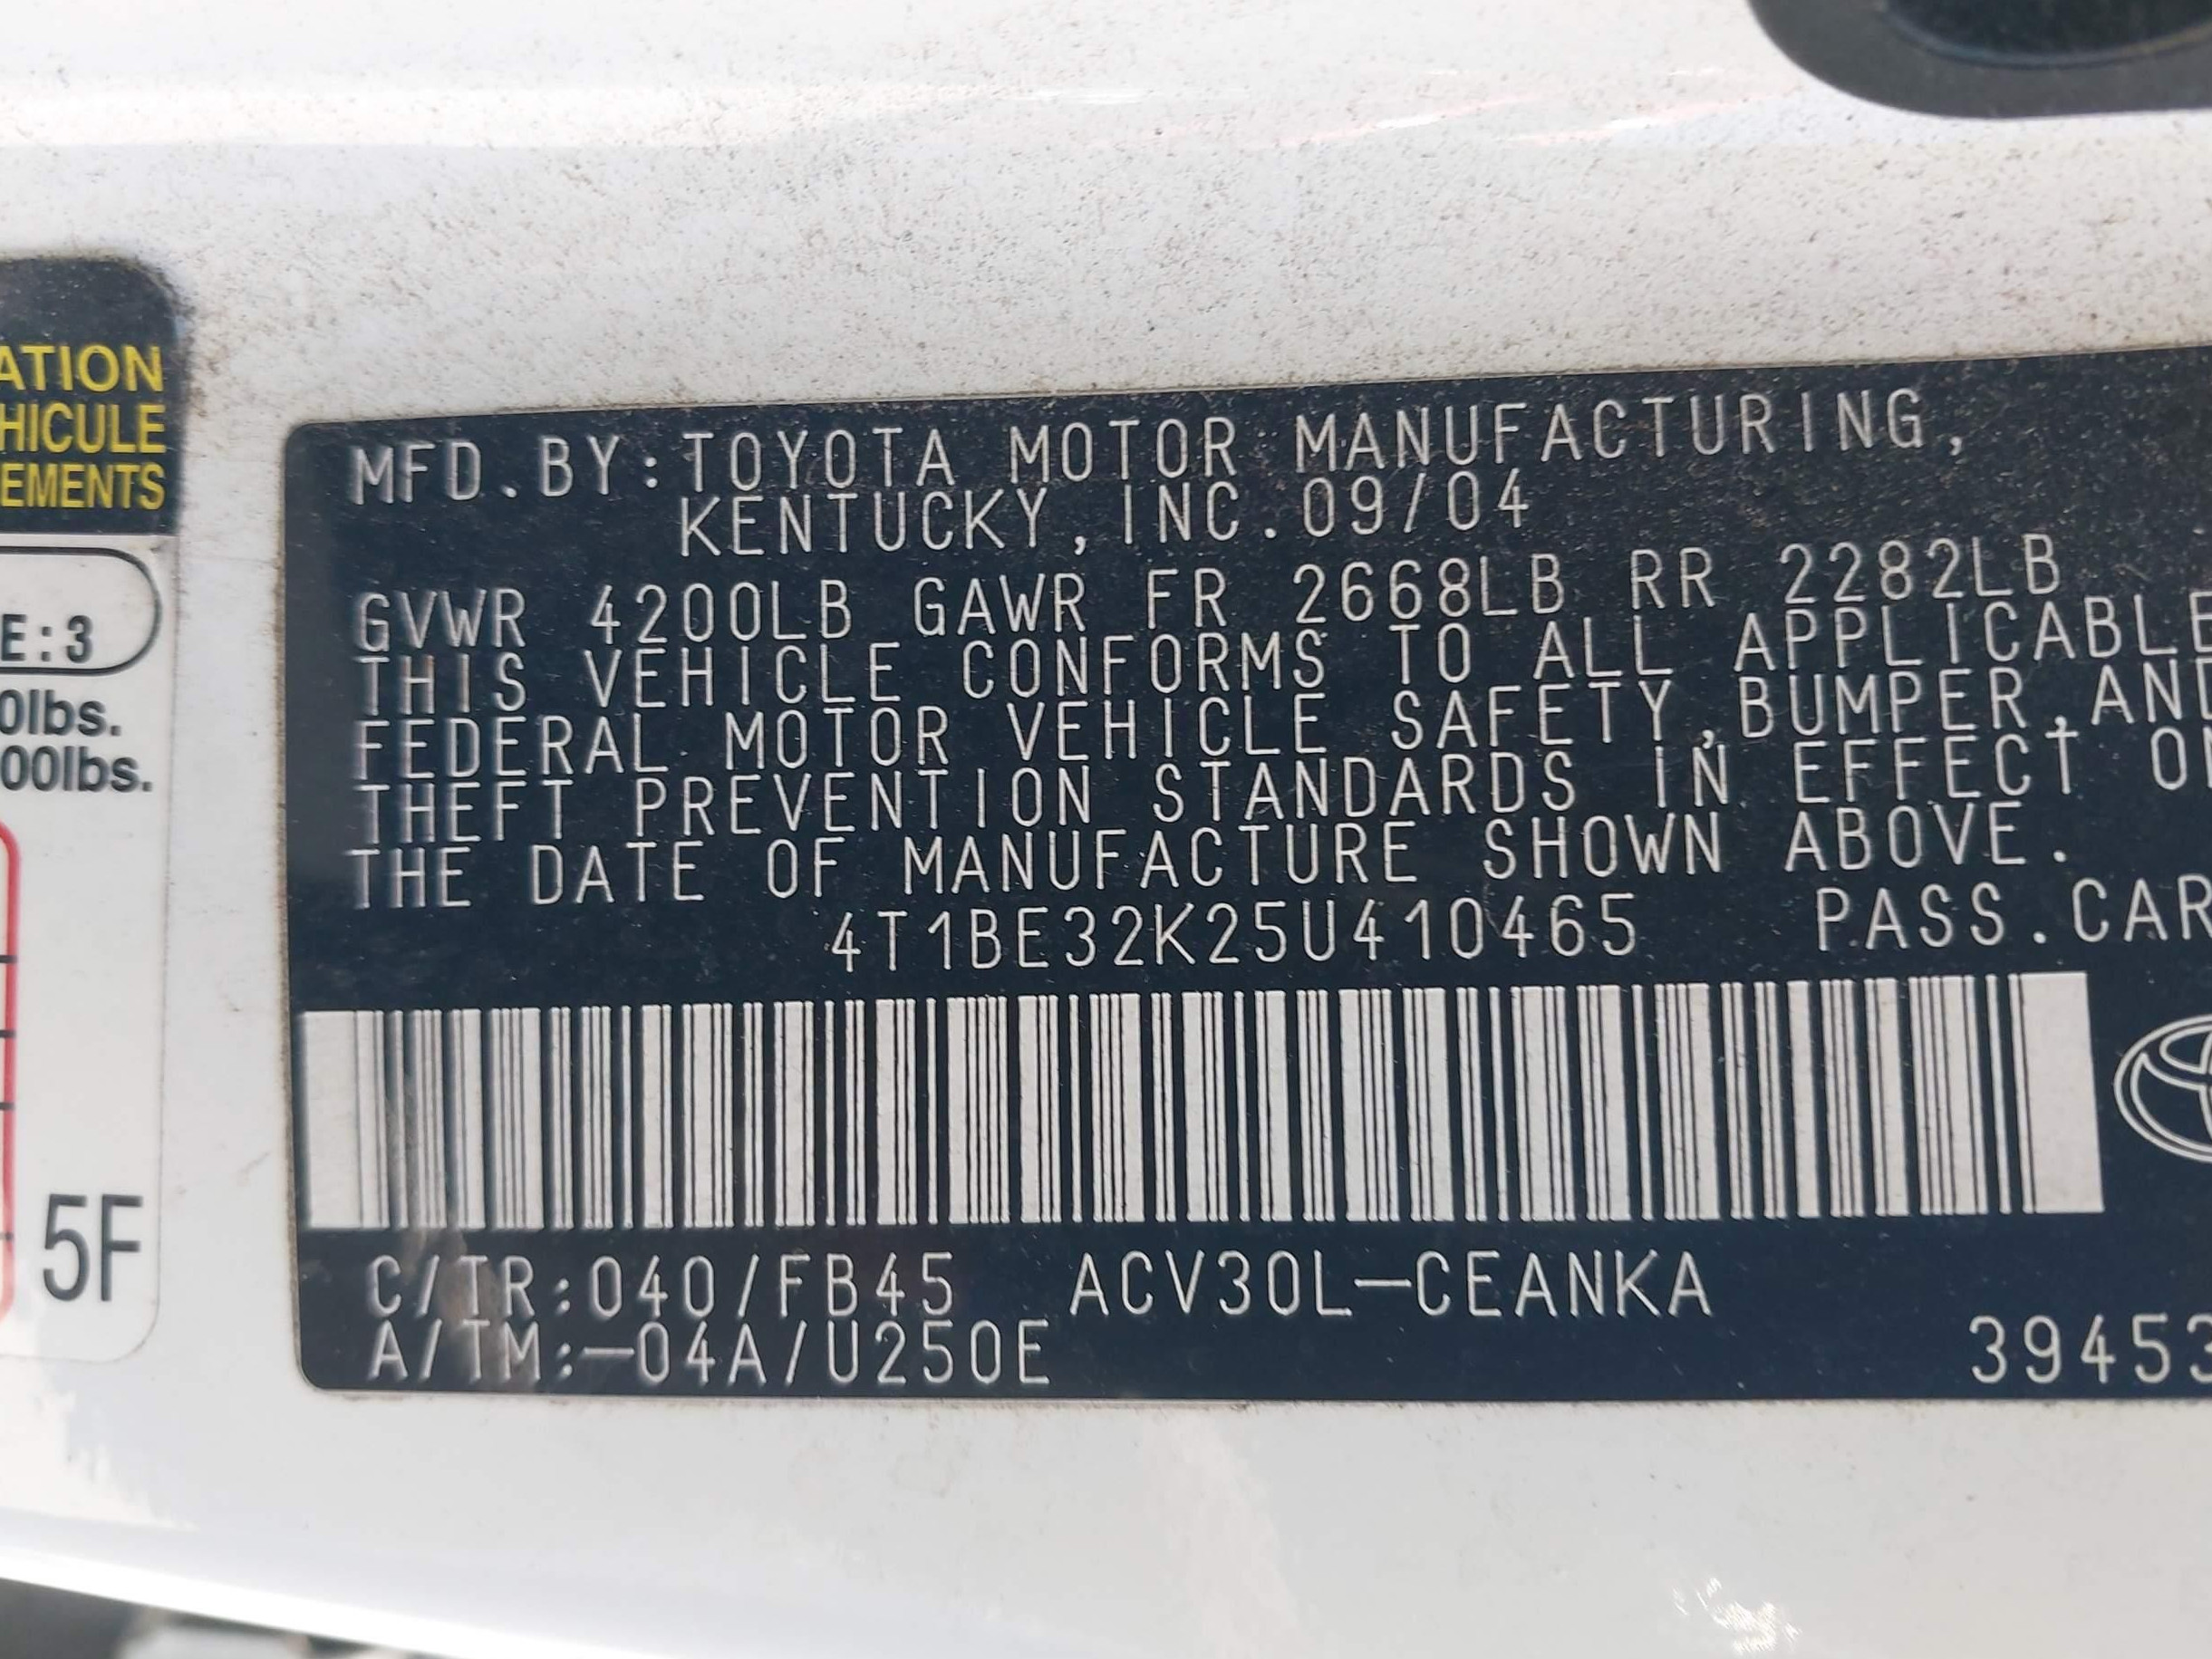 ATION
HICULE
EMENTS
E:3
0lbs.
00lbs.
5F
MFD.BY:TOYOTA MOTOR MANUFACTURING,
KENTUCKY,INC.09/04
GVWR 4200LB GAWR FR 2668LB RR 2282LB
THIS VEHICLE CONFORMS TO ALL APPLICABLE
FEDERAL MOTOR VEHICLE SAFETY,BUMPER,AND
THEFT PREVENTION STANDARDS IN EFFECT ON
THE DATE OF MANUFACTURE SHOWN ABOVE.
4T1BE32K25U410465 PASS.CAR
C/TR:040/FB45 ACV30L-CEANKA
A/TM:-04A/U250E
39453